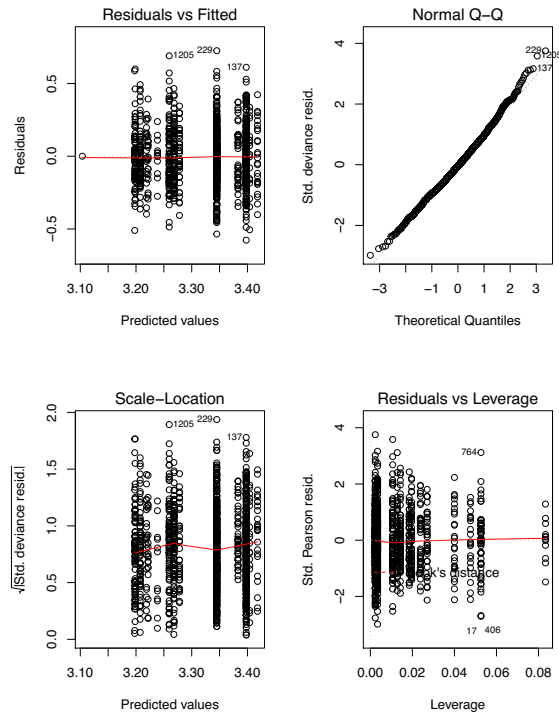 Residuals vs Fitted
Residuals
−0.5 0.0 0.5
3.10 3.20 3.30 3.40
Predicted values
1205
229
137
Normal Q−Q
Std. deviance resid.
−2 0 2 4
−3 −1 0 1 2 3
Theoretical Quantiles
229
1205
137
Scale−Location
√|Std. deviance resid.|
0.0 0.5 1.0 1.5 2.0
3.10 3.20 3.30 3.40
Predicted values
1205
229
137
Residuals vs Leverage
Std. Pearson resid.
−2 0 2 4
0.00 0.02 0.04 0.06 0.08
Leverage
764
ok's distance
17
406